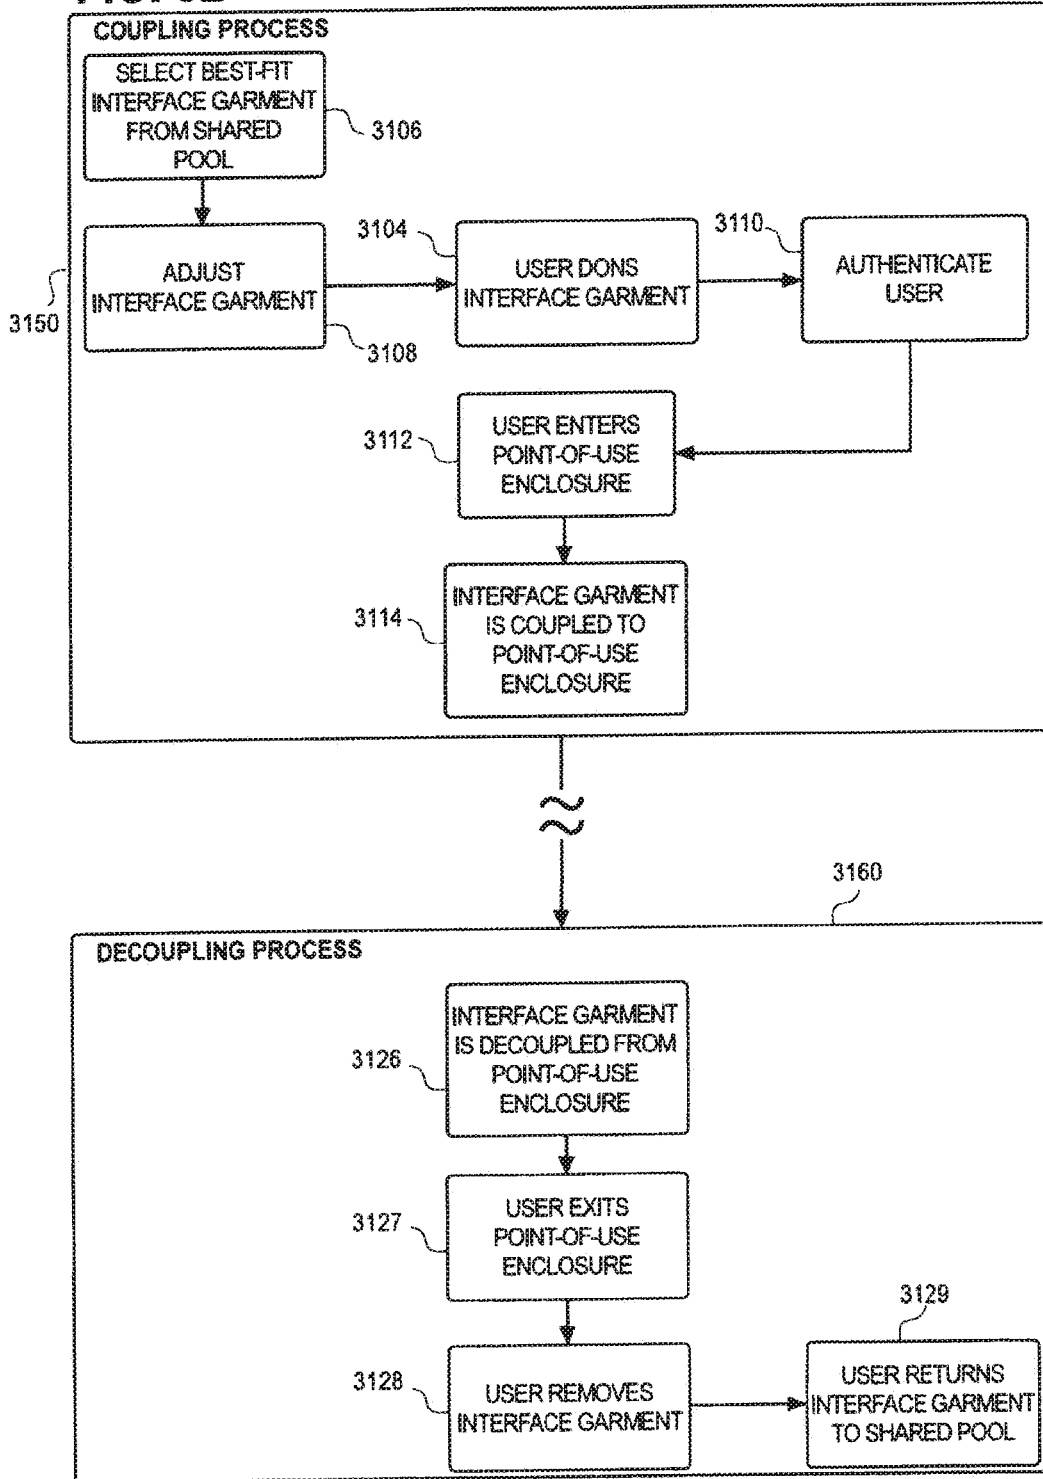 COUPLING PROCESS
SELECT BEST-FIT
INTERFACE GARMENT
FROM SHARED
POOL
3106
3104
3110
ADJUST
INTERFACE GARMENT
USER DONS
INTERFACE GARMENT
AUTHENTICATE
USER
3150
3108
3112
USER ENTERS
POINT-OF-USE
ENCLOSURE
3114
INTERFACE GARMENT
IS COUPLED TO
POINT-OF-USE
ENCLOSURE
3160
DECOUPLING PROCESS
3126
INTERFACE GARMENT
IS DECOUPLED FROM
POINT-OF-USE
ENCLOSURE
3127
USER EXITS
POINT-OF-USE
ENCLOSURE
3129
3128
USER REMOVES
INTERFACE GARMENT
USER RETURNS
INTERFACE GARMENT
TO SHARED POOL